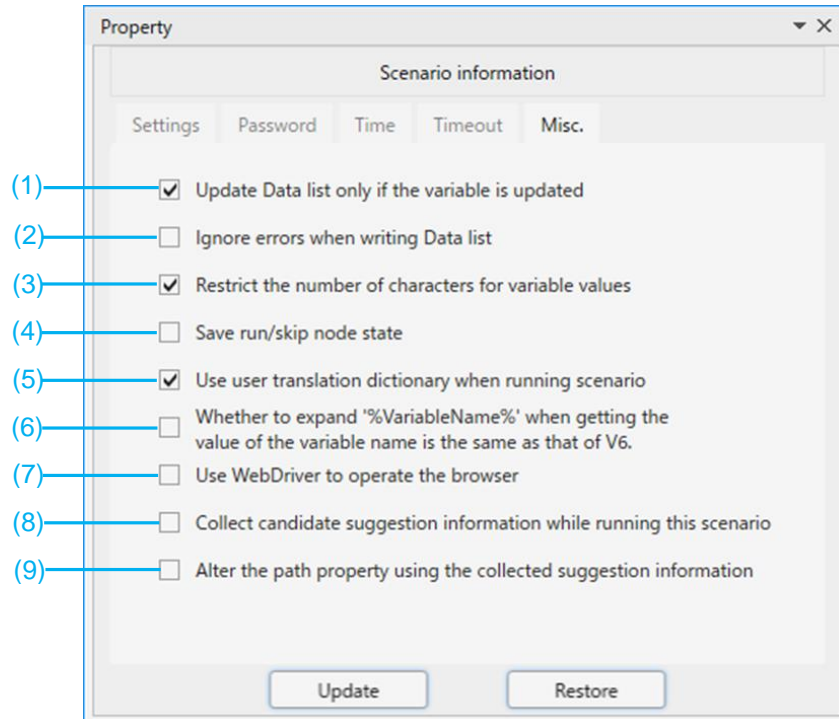 Property
Scenario information
Settings Password Time Timeout Misc.
(1) Update Data list only if the variable is updated
(2) Ignore errors when writing Data list
(3) Restrict the number of characters for variable values
(4) Save run/skip node state
(5) Use user translation dictionary when running scenario
(6) Whether to expand '%VariableName%' when getting the
value of the variable name is the same as that of V6.
(7) Use WebDriver to operate the browser
(8) Collect candidate suggestion information while running this scenario
(9) Alter the path property using the collected suggestion information
Update Restore